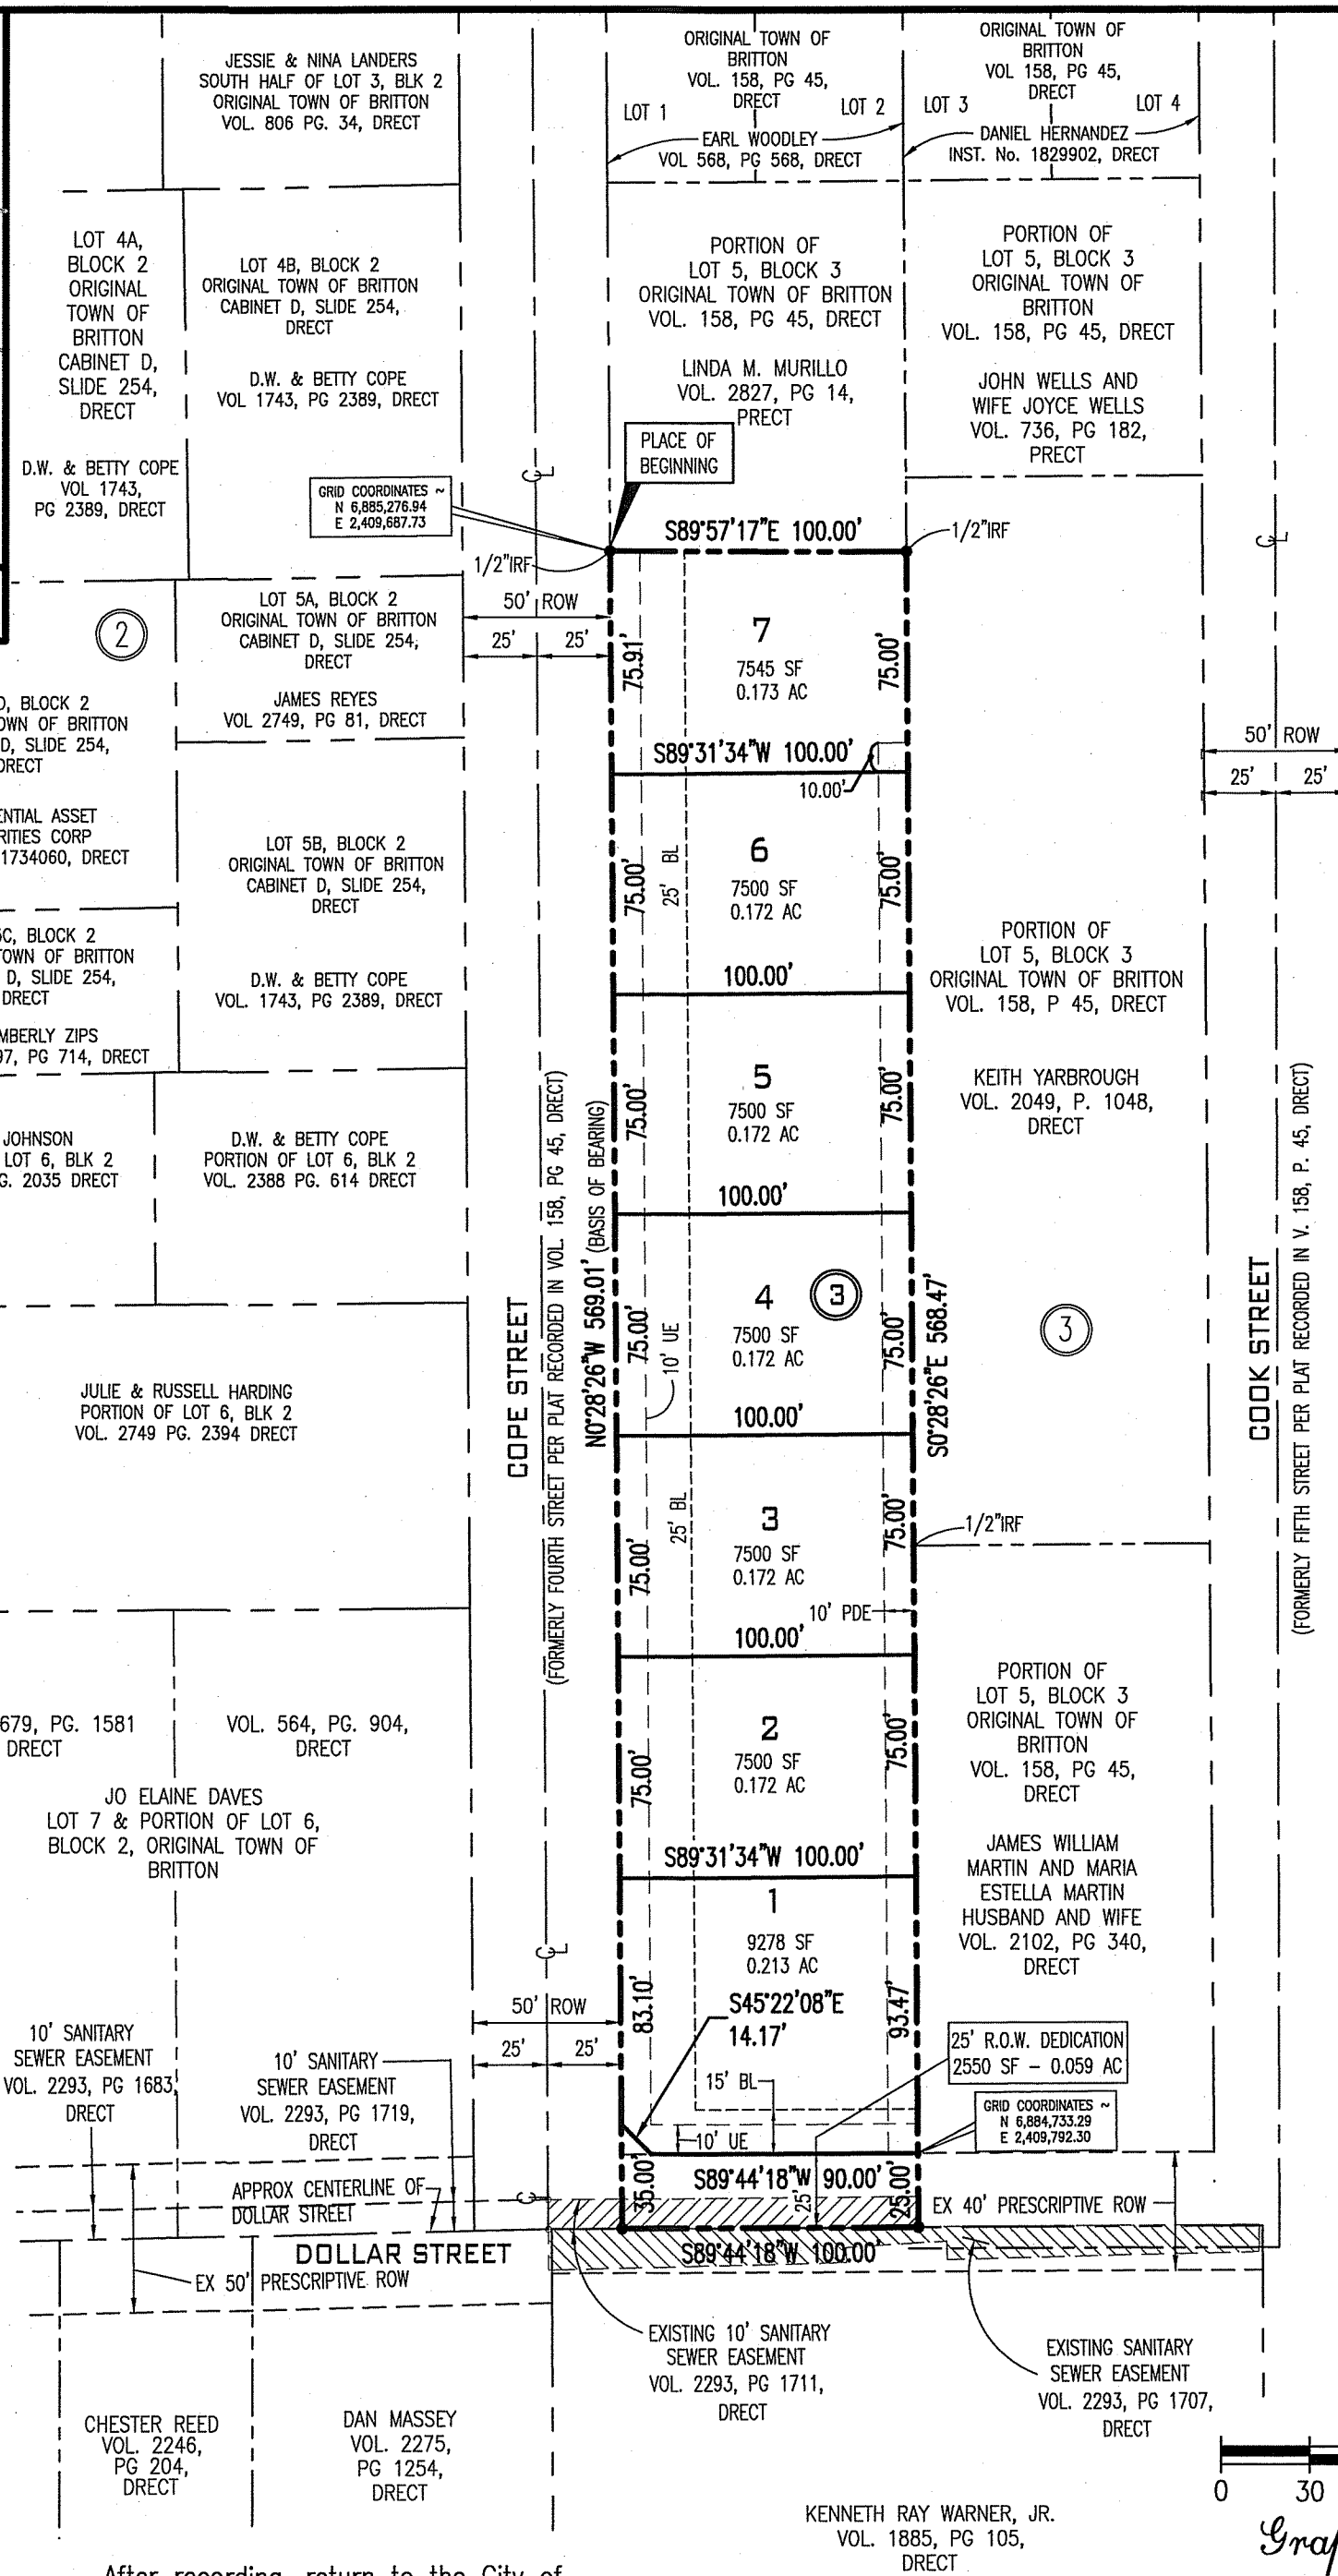 JESSIE & NINA LANDERS
SOUTH HALF OF LOT 3, BLK 2
ORIGINAL TOWN OF BRITTON
VOL. 806 PG. 34, DRECT
ORIGINAL TOWN OF
BRITTON
VOL. 158, PG 45,
DRECT
LOT 1
LOT 2
EARL WOODLEY
VOL 568, PG 568, DRECT
ORIGINAL TOWN OF
BRITTON
VOL 158, PG 45,
DRECT
LOT 3
LOT 4
DANIEL HERNANDEZ
INST. No. 1829902, DRECT
LOT 4A,
BLOCK 2
ORIGINAL
TOWN OF
BRITTON
CABINET D,
SLIDE 254,
DRECT
D.W. & BETTY COPE
VOL 1743,
PG 2389, DRECT
LOT 4B, BLOCK 2
ORIGINAL TOWN OF BRITTON
CABINET D, SLIDE 254,
DRECT
D.W. & BETTY COPE
VOL 1743, PG 2389, DRECT
PORTION OF
LOT 5, BLOCK 3
ORIGINAL TOWN OF BRITTON
VOL. 158, PG 45, DRECT
LINDA M. MURILLO
VOL. 2827, PG 14,
PRECT
PORTION OF
LOT 5, BLOCK 3
ORIGINAL TOWN OF
BRITTON
VOL. 158, PG 45, DRECT
JOHN WELLS AND
WIFE JOYCE WELLS
VOL. 736, PG 182,
PRECT
PLACE OF
BEGINNING
GRID COORDINATES ~
N 6,885,276.94
E 2,409,687.73
CL
CL
S89°57'17"E 100.00'
1/2"IRF
1/2"IRF
2
LOT 5A, BLOCK 2
ORIGINAL TOWN OF BRITTON
CABINET D, SLIDE 254,
DRECT
JAMES REYES
VOL 2749, PG 81, DRECT
50' ROW
25'
25'
75.91'
7
7545 SF
0.173 AC
75.00'
D, BLOCK 2
OWN OF BRITTON
D, SLIDE 254,
DRECT
ENTIAL ASSET
RITIES CORP
1734060, DRECT
S89°31'34"W 100.00'
10.00'
50' ROW
25'
25'
LOT 5B, BLOCK 2
ORIGINAL TOWN OF BRITTON
CABINET D, SLIDE 254,
DRECT
D.W. & BETTY COPE
VOL. 1743, PG 2389, DRECT
75.00'
25' BL
6
7500 SF
0.172 AC
75.00'
100.00'
5C, BLOCK 2
TOWN OF BRITTON
D, SLIDE 254,
DRECT
MBERLY ZIPS
97, PG 714, DRECT
PORTION OF
LOT 5, BLOCK 3
ORIGINAL TOWN OF BRITTON
VOL. 158, P 45, DRECT
KEITH YARBROUGH
VOL. 2049, P. 1048,
DRECT
75.00'
5
7500 SF
0.172 AC
75.00'
100.00'
JOHNSON
LOT 6, BLK 2
G. 2035 DRECT
D.W. & BETTY COPE
PORTION OF LOT 6, BLK 2
VOL. 2388 PG. 614 DRECT
COPE STREET
(FORMERLY FOURTH STREET PER PLAT RECORDED IN VOL. 158, PG 45, DRECT)
N0°28'26"W 569.01' (BASIS OF BEARING)
75.00'
10' UE
4
7500 SF
0.172 AC
3
75.00'
100.00'
S0°28'26"E 568.47'
3
COOK STREET
(FORMERLY FIFTH STREET PER PLAT RECORDED IN V. 158, P. 45, DRECT)
JULIE & RUSSELL HARDING
PORTION OF LOT 6, BLK 2
VOL. 2749 PG. 2394 DRECT
75.00'
25' BL
3
7500 SF
0.172 AC
75.00'
1/2"IRF
10' PDE
100.00'
679, PG. 1581
DRECT
VOL. 564, PG. 904,
DRECT
JO ELAINE DAVES
LOT 7 & PORTION OF LOT 6,
BLOCK 2, ORIGINAL TOWN OF
BRITTON
75.00'
2
7500 SF
0.172 AC
75.00'
S89°31'34"W 100.00'
PORTION OF
LOT 5, BLOCK 3
ORIGINAL TOWN OF
BRITTON
VOL. 158, PG 45,
DRECT
JAMES WILLIAM
MARTIN AND MARIA
ESTELLA MARTIN
HUSBAND AND WIFE
VOL. 2102, PG 340,
DRECT
CL
1
9278 SF
0.213 AC
83.10'
S45°22'08"E
14.17'
93.47'
50' ROW
25'
25'
25' R.O.W. DEDICATION
2550 SF – 0.059 AC
GRID COORDINATES ~
N 6,884,733.29
E 2,409,792.30
10' SANITARY
SEWER EASEMENT
VOL. 2293, PG 1683,
DRECT
10' SANITARY
SEWER EASEMENT
VOL. 2293, PG 1719,
DRECT
15' BL
10' UE
S89°44'18"W 90.00'
35.00'
25'
25.00'
EX 40' PRESCRIPTIVE ROW
APPROX CENTERLINE OF
DOLLAR STREET
CL
DOLLAR STREET
S89°44'18"W 100.00'
EX 50' PRESCRIPTIVE ROW
EXISTING 10' SANITARY
SEWER EASEMENT
VOL. 2293, PG 1711,
DRECT
EXISTING SANITARY
SEWER EASEMENT
VOL. 2293, PG 1707,
DRECT
CHESTER REED
VOL. 2246,
PG 204,
DRECT
DAN MASSEY
VOL. 2275,
PG 1254,
DRECT
KENNETH RAY WARNER, JR.
VOL. 1885, PG 105,
DRECT
0
30
Grap
After recording, return to the City of